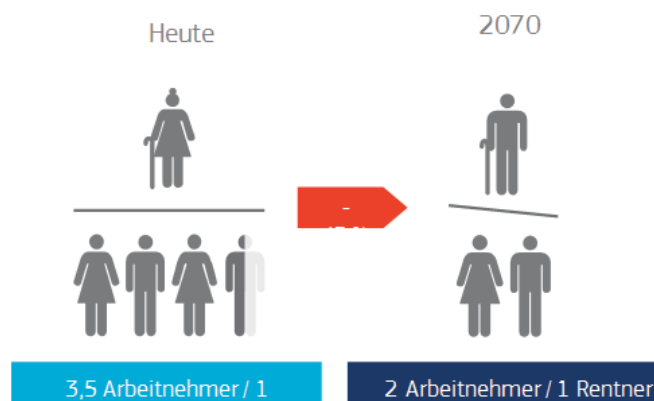 Heute
2070
-
3,5 Arbeitnehmer / 1
2 Arbeitnehmer / 1 Rentner